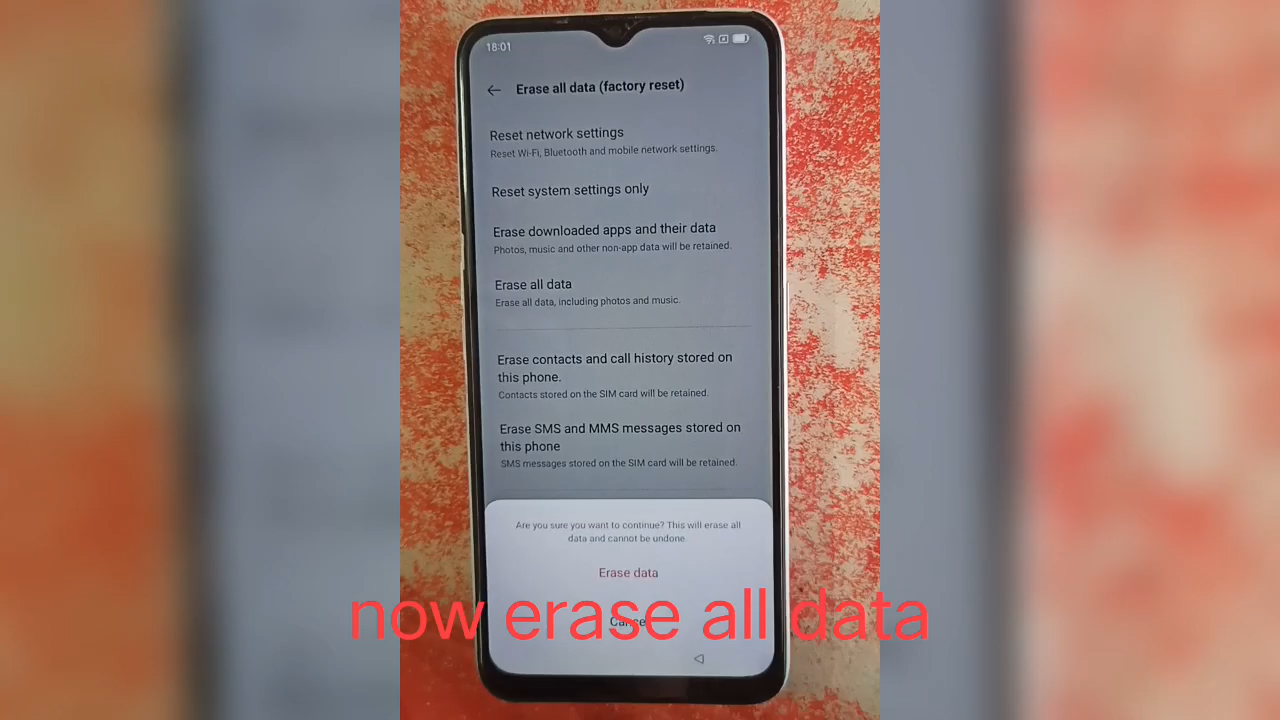 18:01
Erase all data (factory reset)
Reset network settings
Reset Wi-Fi, Bluetooth and mobile network settings.
Reset system settings only
Erase downloaded apps and their data
Photos, music and other non-app data will be retained.
Erase all data
Erase all data, including photos and music.
Erase contacts and call history stored on
this phone.
Contacts stored on the SIM card will be retained.
Erase SMS and MMS messages stored on
this phone
SMS messages stored on the SIM card will be retained.
Are you sure you want to continue? This will erase all
data and cannot be undone.
Erase data
now erase all data
Cancel